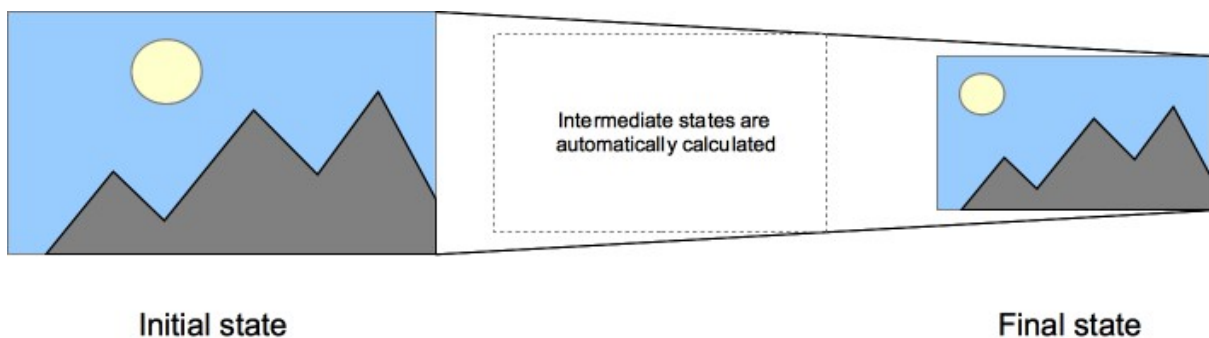 Intermediate states are
automatically calculated
Initial state
Final state